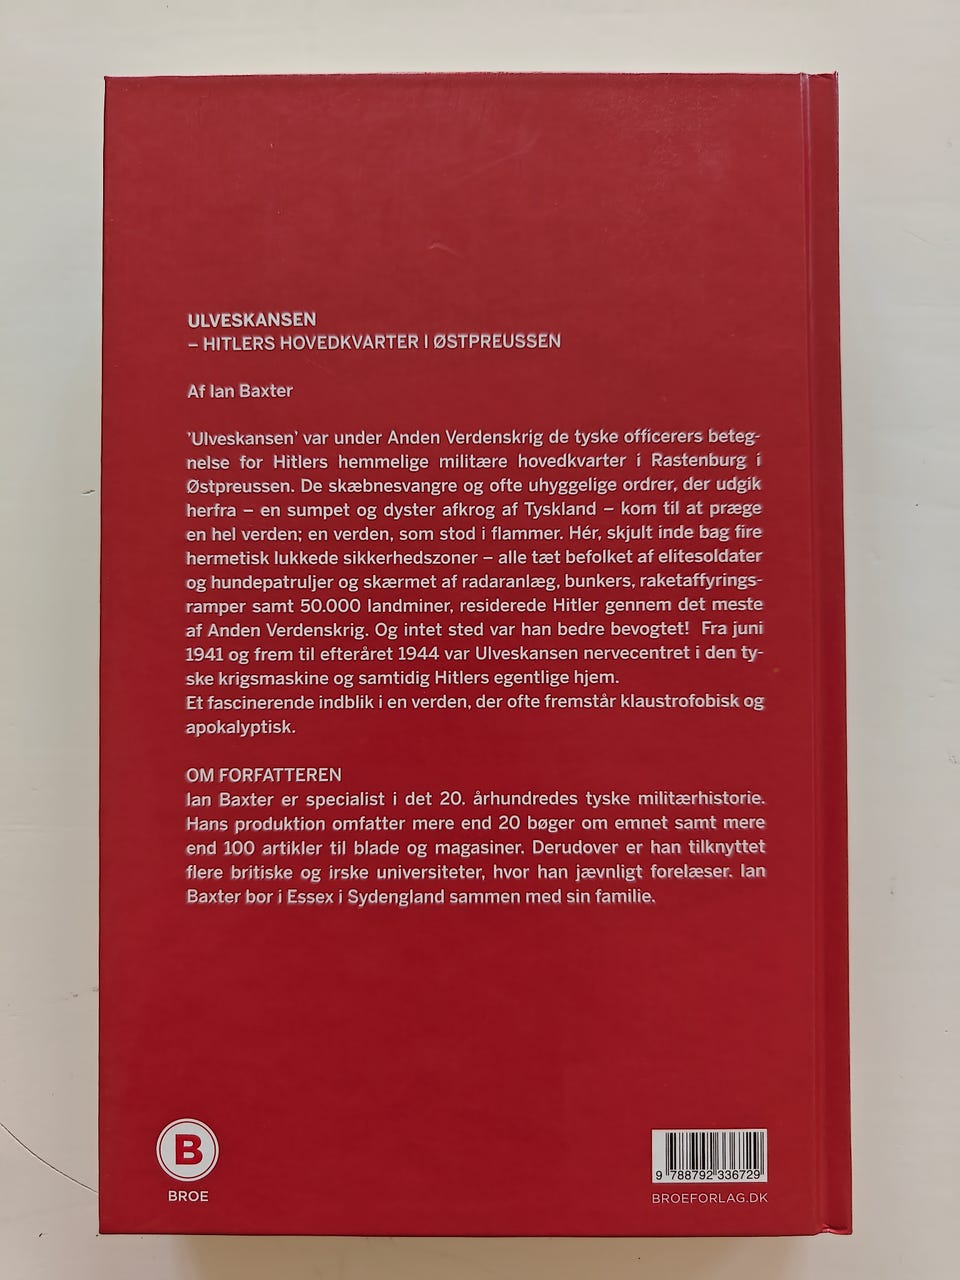 ULVESKANSEN
– HITLERS HOVEDKVARTER I ØSTPREUSSEN
Af Ian Baxter
'Ulveskansen' var under Anden Verdenskrig de tyske officerers beteg-
nelse for Hitlers hemmelige militære hovedkvarter i Rastenburg i
Østpreussen. De skæbnesvangre og ofte uhyggelige ordrer, der udgik
herfra – en sumpet og dyster afkrog af Tyskland – kom til at præge
en hel verden; en verden, som stod i flammer. Hér, skjult inde bag fire
hermetisk lukkede sikkerhedszoner – alle tæt befolket af elitesoldater
og hundepatruljer og skærmet af radaranlæg, bunkers, raketaffyrings-
ramper samt 50.000 landminer, residerede Hitler gennem det meste
af Anden Verdenskrig. Og intet sted var han bedre bevogtet! Fra juni
1941 og frem til efteråret 1944 var Ulveskansen nervecentret i den ty-
ske krigsmaskine og samtidig Hitlers egentlige hjem.
Et fascinerende indblik i en verden, der ofte fremstår klaustrofobisk og
apokalyptisk.
OM FORFATTEREN
Ian Baxter er specialist i det 20. århundredes tyske militærhistorie.
Hans produktion omfatter mere end 20 bøger om emnet samt mere
end 100 artikler til blade og magasiner. Derudover er han tilknyttet
flere britiske og irske universiteter, hvor han jævnligt forelæser. Ian
Baxter bor i Essex i Sydengland sammen med sin familie.
B
BROE
9 788792 336729
BROEFORLAG.DK